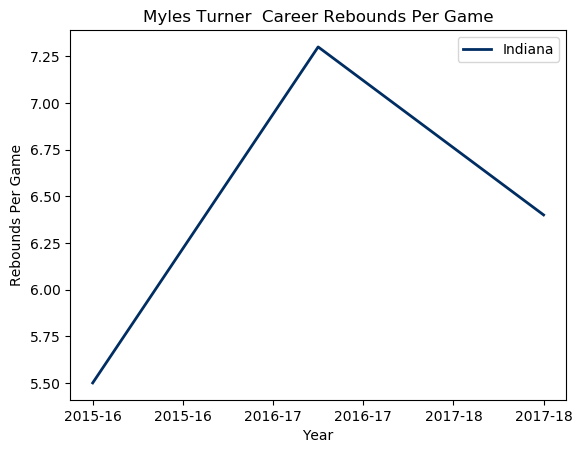 Myles Turner  Career Rebounds Per Game
Indiana
7.25
7.00
6.75
6.50
6.25
6.00
5.75
5.50
Rebounds Per Game
2015-16 2015-16 2016-17 2016-17 2017-18 2017-18
Year